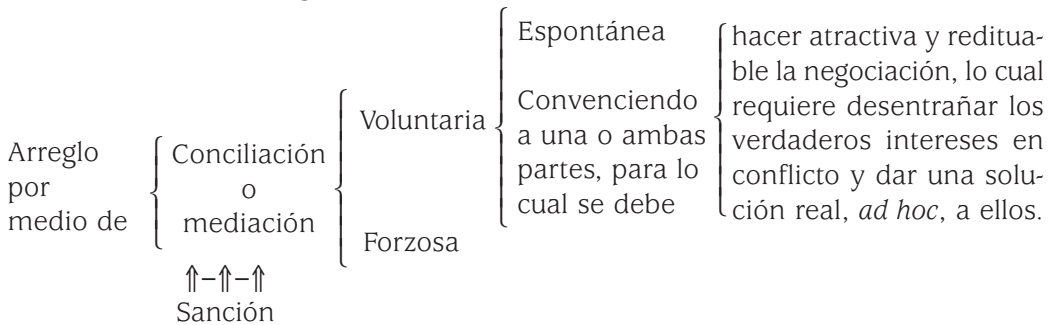 Arreglo
por
medio de
Conciliación
o
mediación
⇑–⇑–⇑
Sanción
Voluntaria
Forzosa
Espontánea
Convenciendo
a una o ambas
partes, para lo
cual se debe
hacer atractiva y reditua-
ble la negociación, lo cual
requiere desentrañar los
verdaderos intereses en
conflicto y dar una solu-
ción real, ad hoc, a ellos.